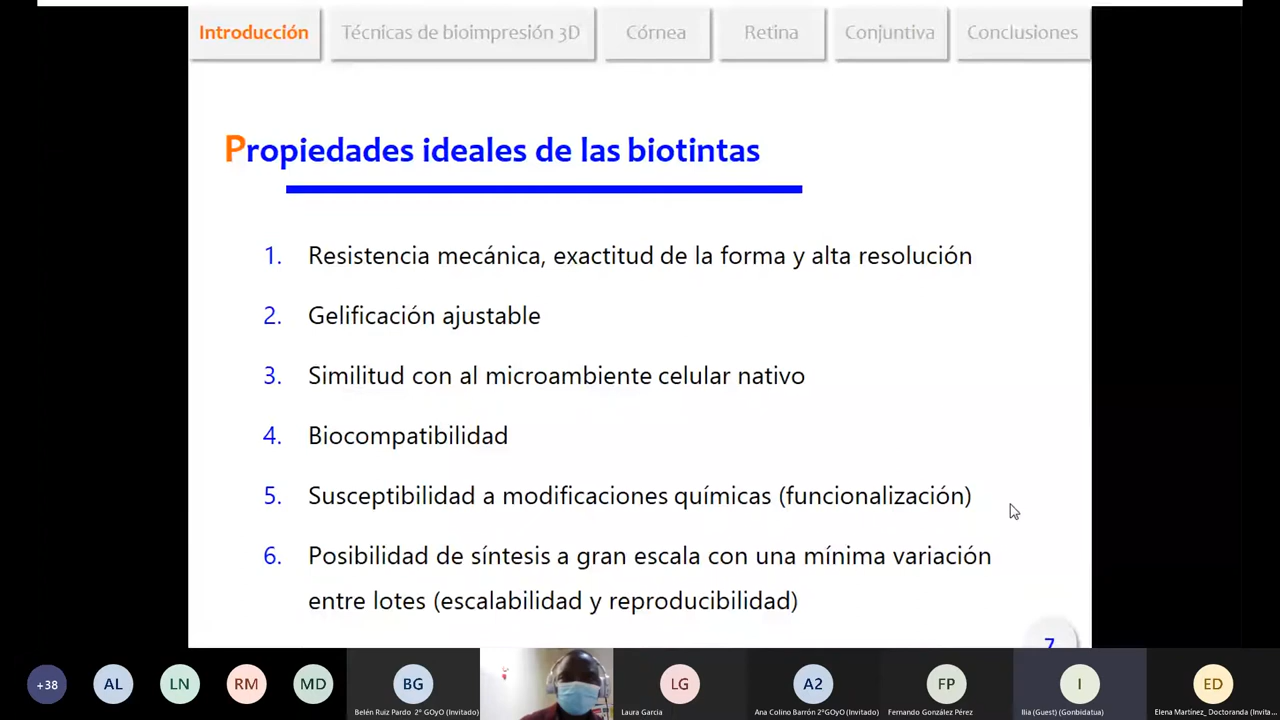 Introducción
Técnicas de bioimpresión 3D
Córnea
Retina
Conjuntiva
Conclusiones
Propiedades ideales de las biotintas
1. Resistencia mecánica, exactitud de la forma y alta resolución
2. Gelificación ajustable
3. Similitud con al microambiente celular nativo
4. Biocompatibilidad
5. Susceptibilidad a modificaciones químicas (funcionalización)
6. Posibilidad de síntesis a gran escala con una mínima variación
entre lotes (escalabilidad y reproducibilidad)
7
+38
AL
LN
RM
MD
BG
LG
A2
FP
I
ED
Belén Ruiz Pardo 2º GOyO (Invitado)
Laura Garcia
Ana Colino Barrón 2ºGOyO (Invitado)
Fernando González Pérez
Ilia (Guest) (Gonbidatua)
Elena Martínez_Doctoranda (Invita...